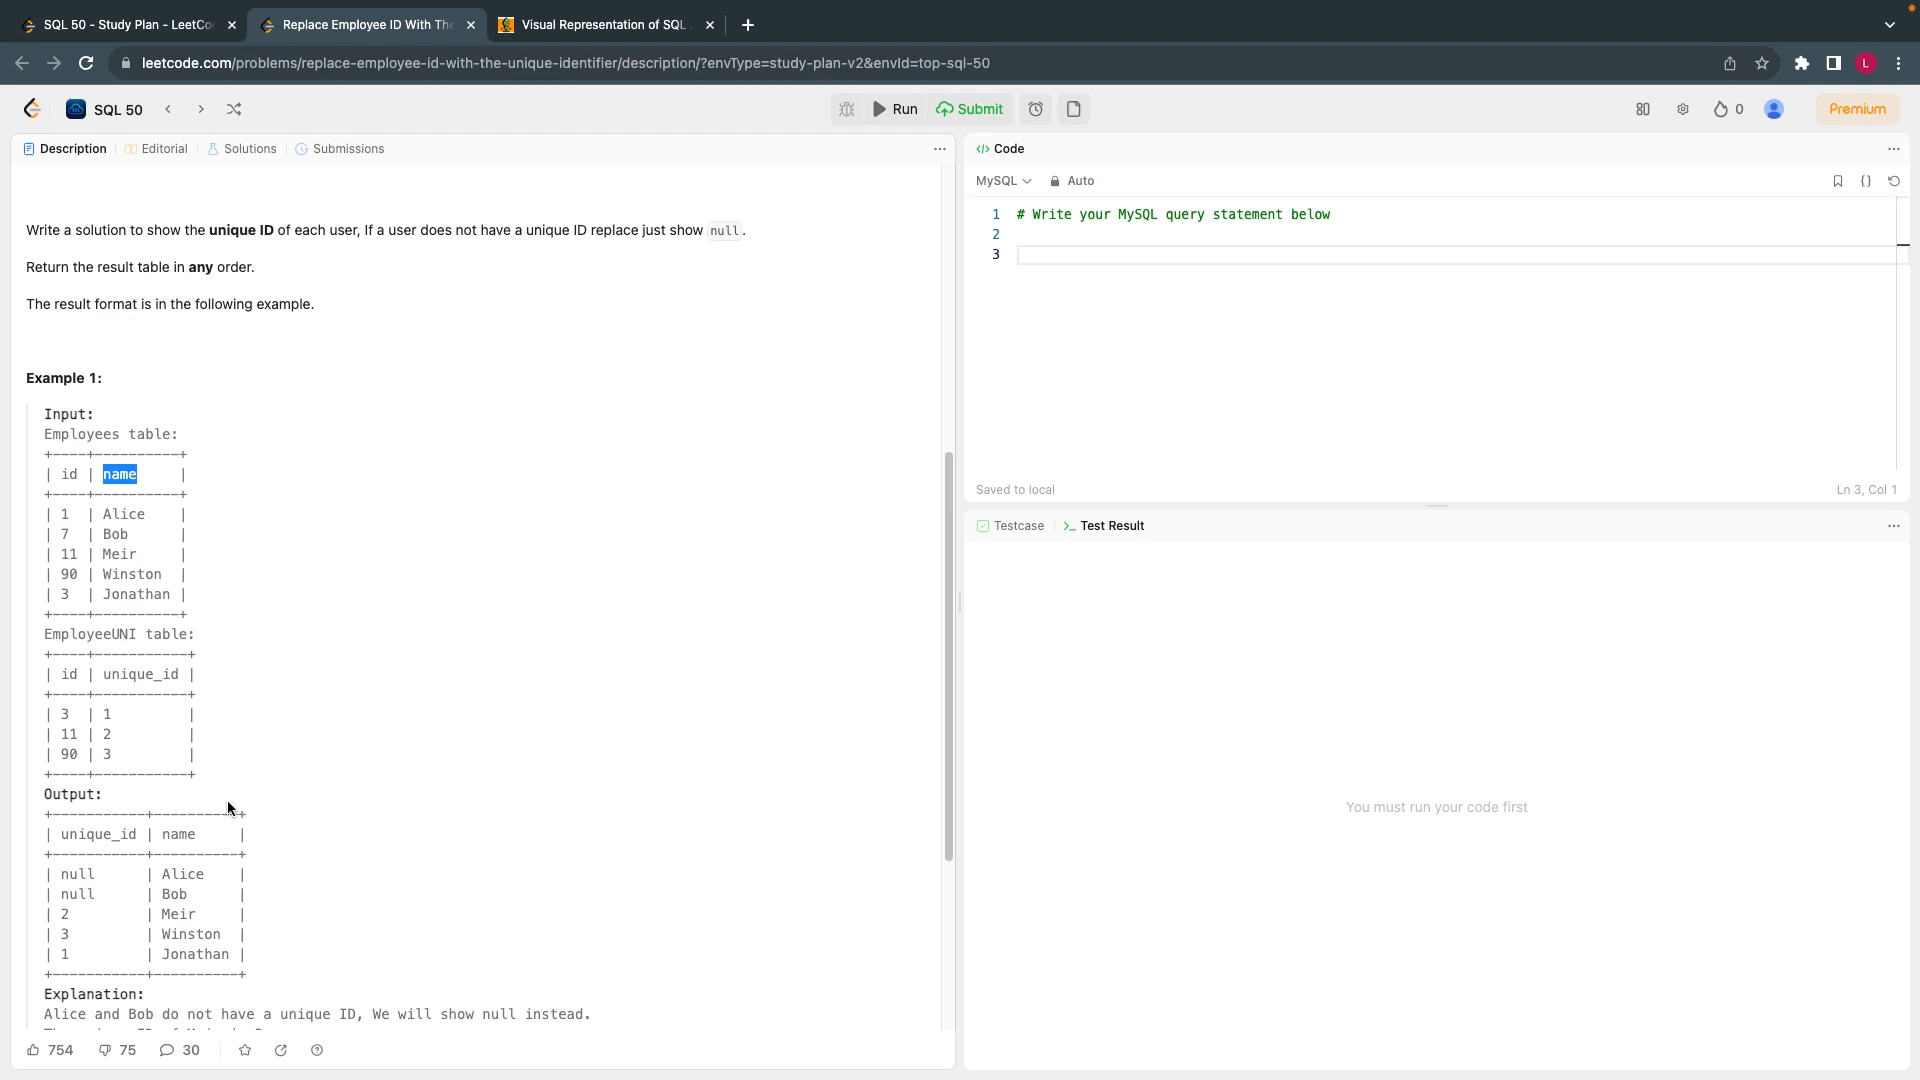 SQL 50 - Study Plan - LeetCo
Replace Employee ID With The
Visual Representation of SQL
leetcode.com/problems/replace-employee-id-with-the-unique-identifier/description/?envType=study-plan-v2&envId=top-sql-50
L
SQL 50
Run
Submit
0
Premium
Description
Editorial
Solutions
Submissions
Write a solution to show the unique ID of each user, If a user does not have a unique ID replace just show null.
Return the result table in any order.
The result format is in the following example.
Example 1:
Input:
Employees table:
+----+----------+
| id | name     |
+----+----------+
| 1  | Alice    |
| 7  | Bob      |
| 11 | Meir     |
| 90 | Winston  |
| 3  | Jonathan |
+----+----------+
EmployeeUNI table:
+----+-----------+
| id | unique_id |
+----+-----------+
| 3  | 1         |
| 11 | 2         |
| 90 | 3         |
+----+-----------+
Output:
+-----------+----------+
| unique_id | name     |
+-----------+----------+
| null      | Alice    |
| null      | Bob      |
| 2         | Meir     |
| 3         | Winston  |
| 1         | Jonathan |
+-----------+----------+
Explanation:
Alice and Bob do not have a unique ID, We will show null instead.
754
75
30
Code
MySQL
Auto
1 # Write your MySQL query statement below
2
3
Saved to local
Ln 3, Col 1
Testcase
Test Result
You must run your code first